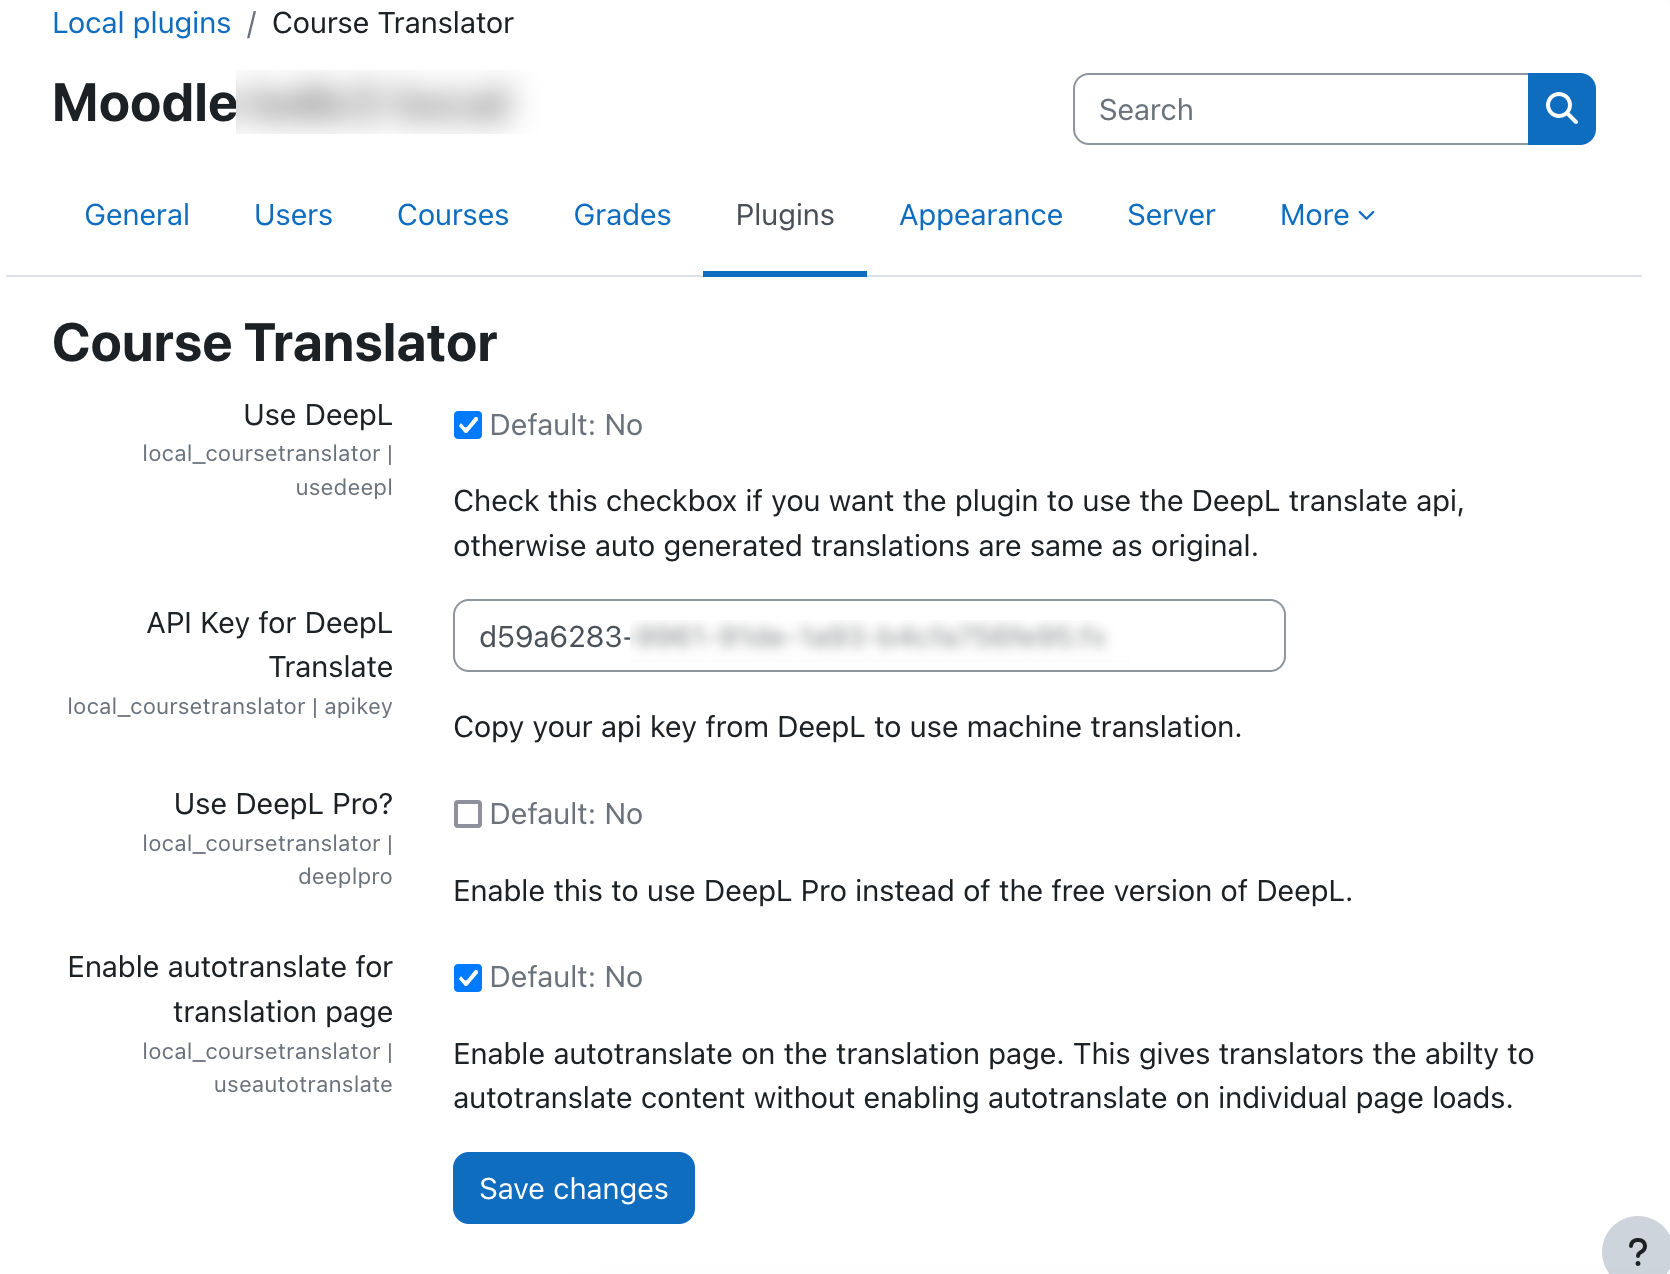 Local plugins / Course Translator
Moodle
Search
General Users Courses Grades Plugins Appearance Server More
Course Translator
Use DeepL
local_coursetranslator |
usedeepl
Default: No
Check this checkbox if you want the plugin to use the DeepL translate api,
otherwise auto generated translations are same as original.
API Key for DeepL
Translate
local_coursetranslator | apikey
d59a6283-
Copy your api key from DeepL to use machine translation.
Use DeepL Pro?
local_coursetranslator |
deeplpro
Default: No
Enable this to use DeepL Pro instead of the free version of DeepL.
Enable autotranslate for
translation page
local_coursetranslator |
useautotranslate
Default: No
Enable autotranslate on the translation page. This gives translators the abilty to
autotranslate content without enabling autotranslate on individual page loads.
Save changes
?